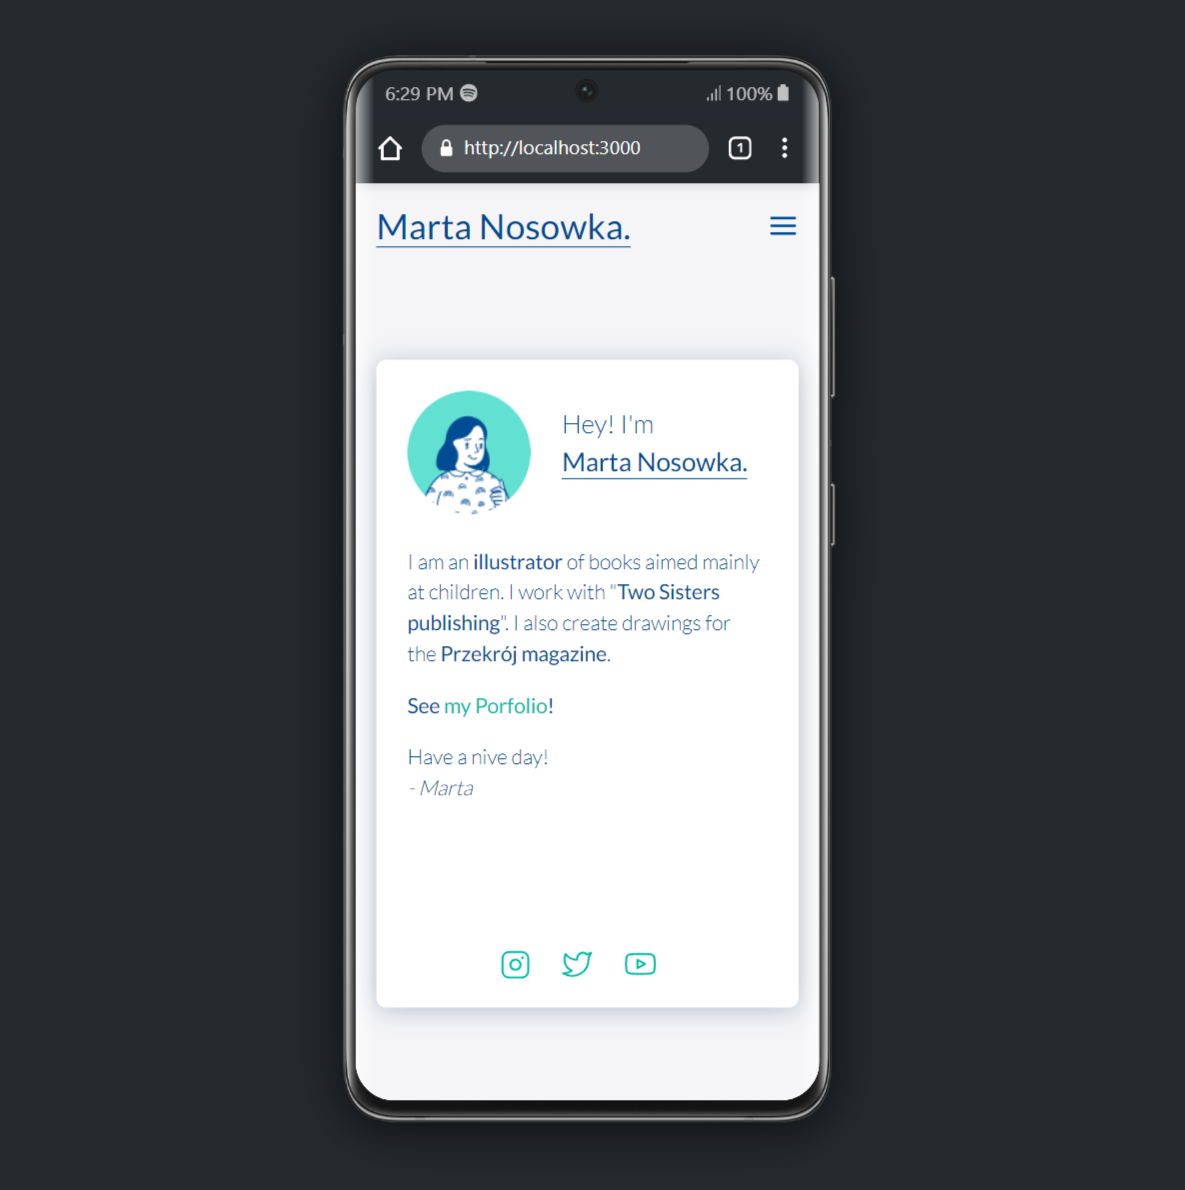 6:29 PM
100%
http://localhost:3000
1
Marta Nosowka.
Hey! I'm
Marta Nosowka.
I am an illustrator of books aimed mainly
at children. I work with "Two Sisters
publishing". I also create drawings for
the Przekrój magazine.
See my Porfolio!
Have a nive day!
- Marta